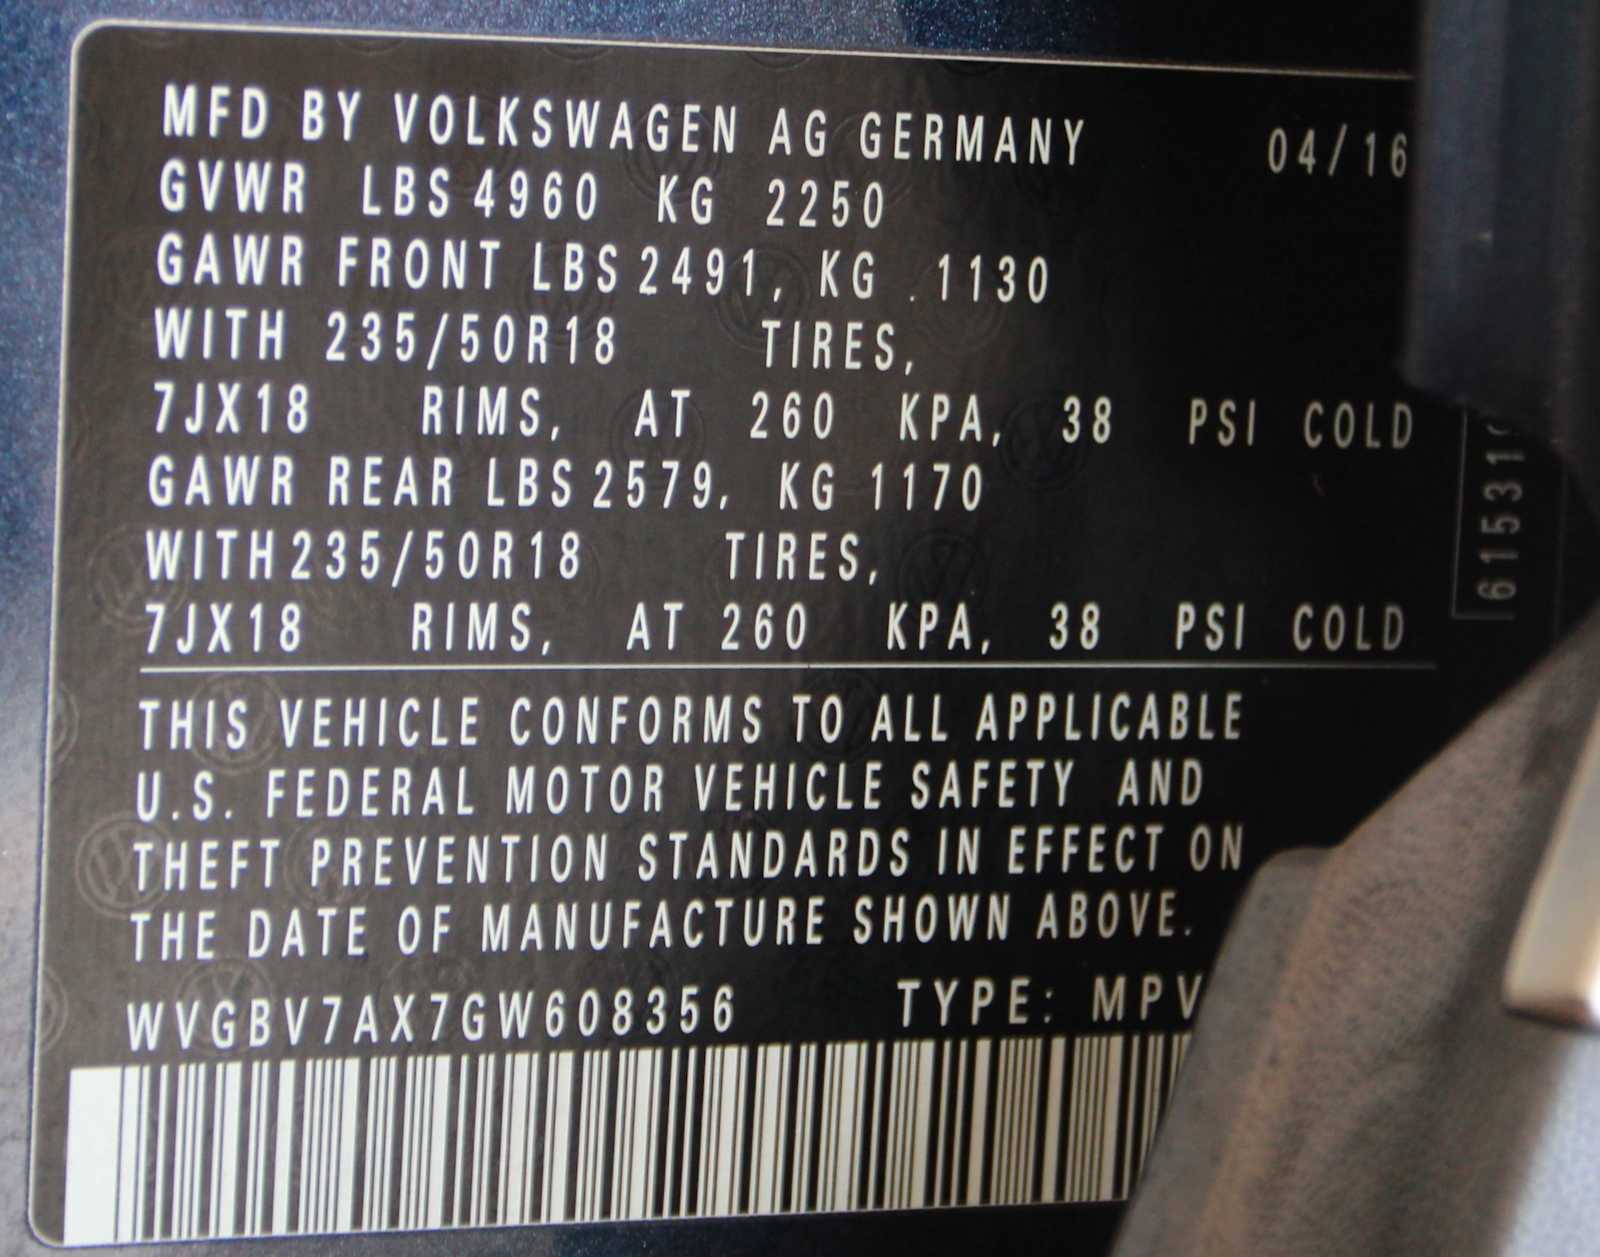 MFD BY VOLKSWAGEN AG GERMANY 04/16
GVWR LBS 4960 KG 2250
GAWR FRONT LBS 2491, KG .1130
WITH 235/50R18 TIRES,
7JX18 RIMS, AT 260 KPA, 38 PSI COLD
GAWR REAR LBS 2579, KG 1170
WITH 235/50R18 TIRES,
7JX18 RIMS, AT 260 KPA, 38 PSI COLD
THIS VEHICLE CONFORMS TO ALL APPLICABLE
U.S. FEDERAL MOTOR VEHICLE SAFETY AND
THEFT PREVENTION STANDARDS IN EFFECT ON
THE DATE OF MANUFACTURE SHOWN ABOVE.
WVGBV7AX7GW608356 TYPE: MPV